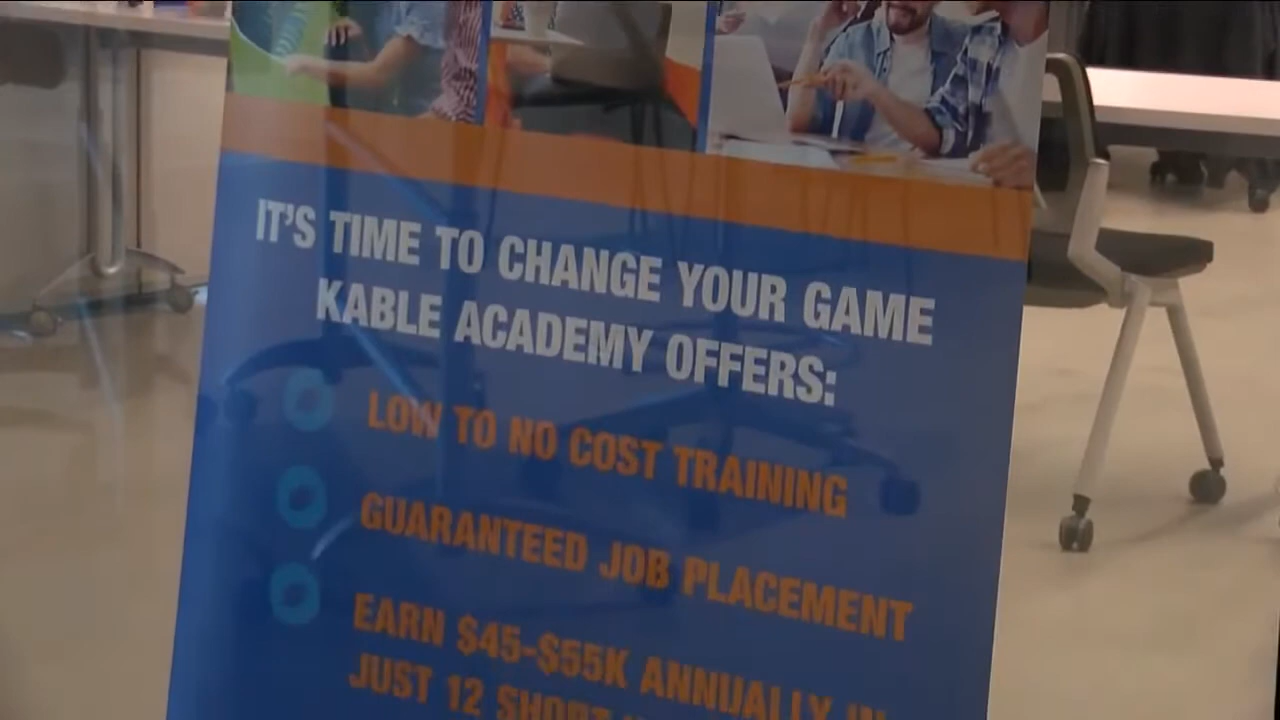 IT'S TIME TO CHANGE YOUR GAME
KABLE ACADEMY OFFERS:
LOW TO NO COST TRAINING
GUARANTEED JOB PLACEMENT
EARN $45-$55K ANNUALLY IN
JUST 12 SHORT